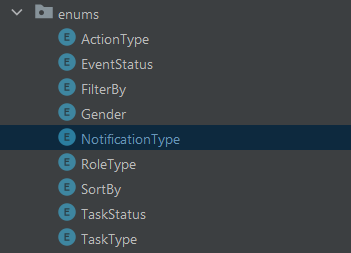 enums
E ActionType
E EventStatus
E FilterBy
E Gender
E NotificationType
E RoleType
E SortBy
E TaskStatus
E TaskType